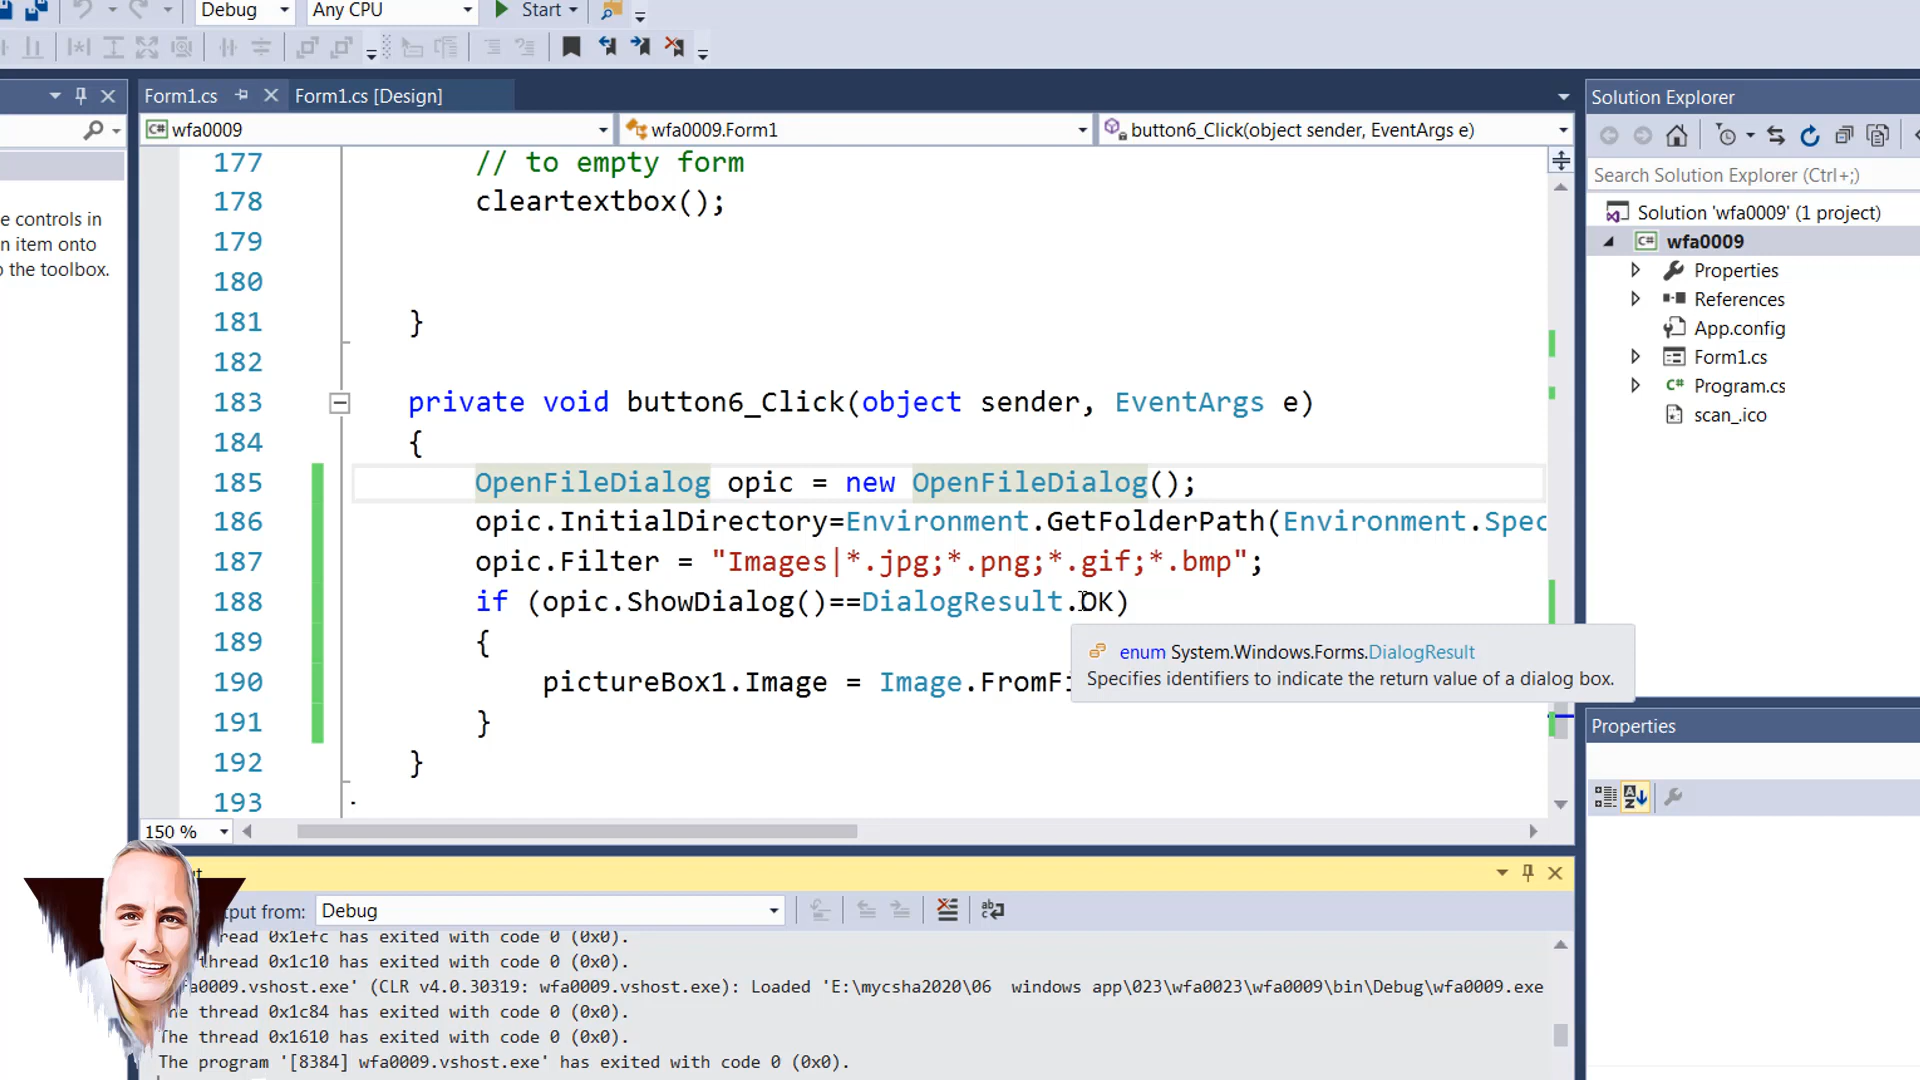 Debug
Any CPU
Start
Form1.cs
Form1.cs [Design]
Solution Explorer
wfa0009
wfa0009.Form1
button6_Click(object sender, EventArgs e)
Search Solution Explorer (Ctrl+;)
Solution 'wfa0009' (1 project)
wfa0009
Properties
References
App.config
Form1.cs
Program.cs
scan_.ico
e controls in
n item onto
o the toolbox.
177 // to empty form
178 cleartextbox();
179
180
181 }
182
183 private void button6_Click(object sender, EventArgs e)
184 {
185 OpenFileDialog opic = new OpenFileDialog();
186 opic.InitialDirectory=Environment.GetFolderPath(Environment.Spec
187 opic.Filter = "Images|*.jpg;*.png;*.gif;*.bmp";
188 if (opic.ShowDialog()==DialogResult.OK)
189 {
190 pictureBox1.Image = Image.FromFi
191 }
192 }
193
enum System.Windows.Forms.DialogResult
Specifies identifiers to indicate the return value of a dialog box.
150 %
Properties
put from: Debug
hread 0x1efc has exited with code 0 (0x0).
hread 0x1c10 has exited with code 0 (0x0).
fa0009.vshost.exe' (CLR v4.0.30319: wfa0009.vshost.exe): Loaded 'E:\mycsha2020\06 windows app\023\wfa0023\wfa0009\bin\Debug\wfa0009.exe
he thread 0x1c84 has exited with code 0 (0x0).
The thread 0x1610 has exited with code 0 (0x0).
The program '[8384] wfa0009.vshost.exe' has exited with code 0 (0x0).